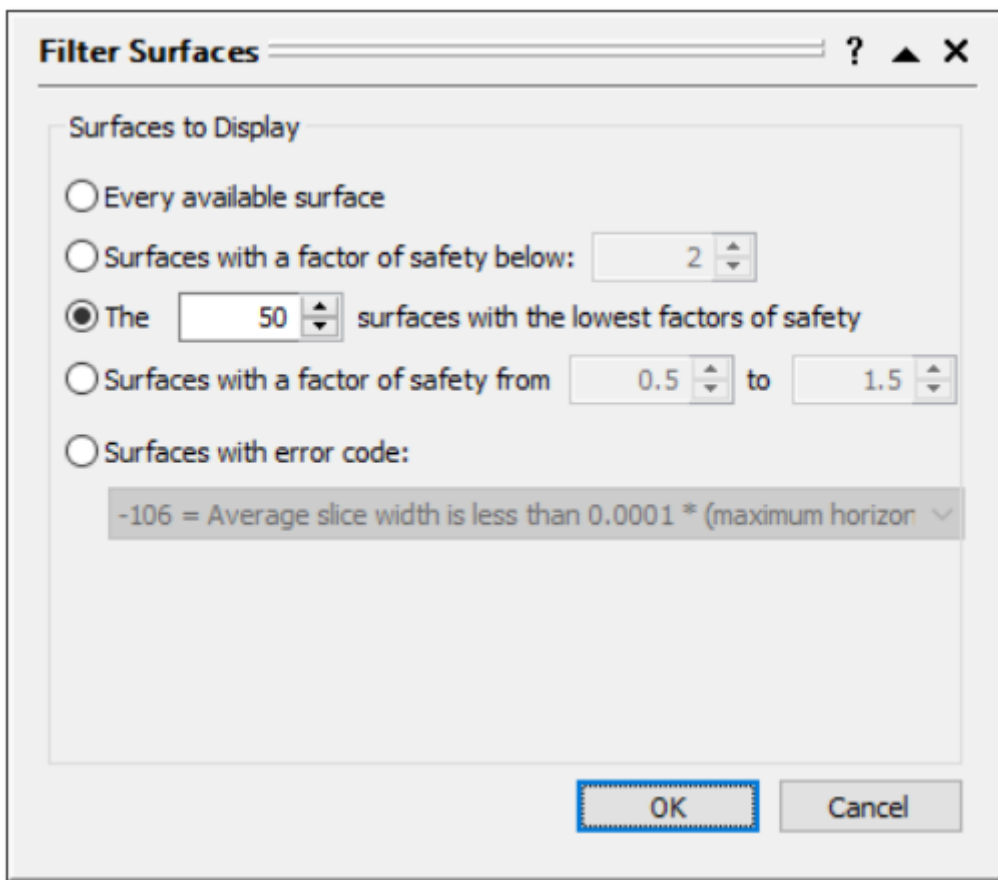 Filter Surfaces ?
Surfaces to Display
Every available surface
Surfaces with a factor of safety below: 2
The 50 surfaces with the lowest factors of safety
Surfaces with a factor of safety from 0.5 to 1.5
Surfaces with error code:
-106 = Average slice width is less than 0.0001 * (maximum horizon
OK Cancel